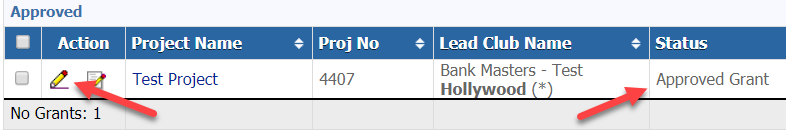 Approved
Action Project Name Proj No Lead Club Name Status
Test Project 4407 Bank Masters - Test
Hollywood (*) Approved Grant
No Grants: 1